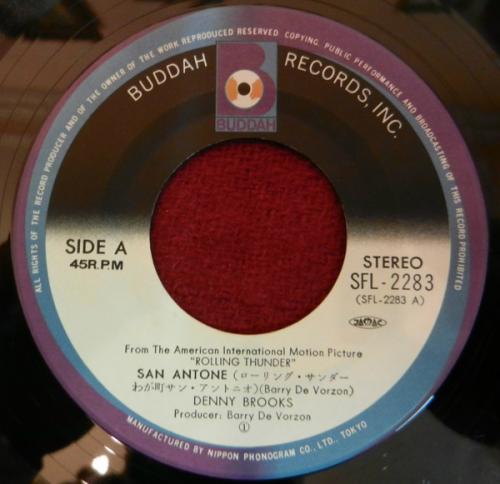 ALL RIGHTS OF THE RECORD PRODUCER AND OF THE OWNER OF THE WORK REPRODUCED RESERVED. COPYING, PUBLIC PERFORMANCE AND BROADCASTING OF THIS RECORD PROHIBITED
BUDDAH RECORDS, INC.
BUDDAH
SIDE A
45R.P.M
STEREO
SFL-2283
(SFL-2283 A)
JASRAC
From The American International Motion Picture
"ROLLING THUNDER"
SAN ANTONE (ローリング・サンダー
わが町サン・アントニオ)(Barry De Vorzon)
DENNY BROOKS
Producer: Barry De Vorzon
①
MANUFACTURED BY NIPPON PHONOGRAM CO., LTD., TOKYO